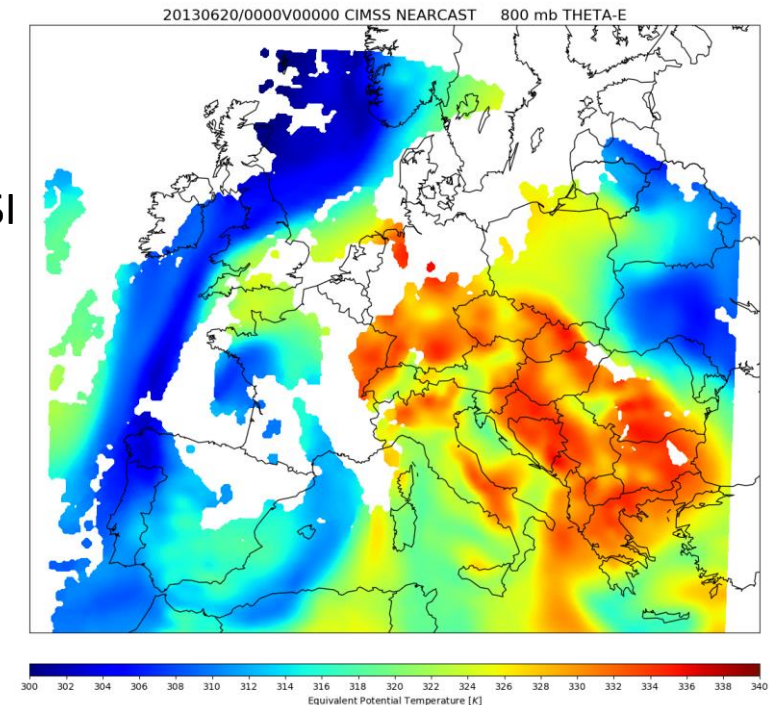 20130620/0000V00000 CIMSS NEARCAST 800 mb THETA-E
SI
300 302 304 306 308 310 312 314 316 318 320 322 324 326 328 330 332 334 336 338 340
Equivalent Potential Temperature [K]